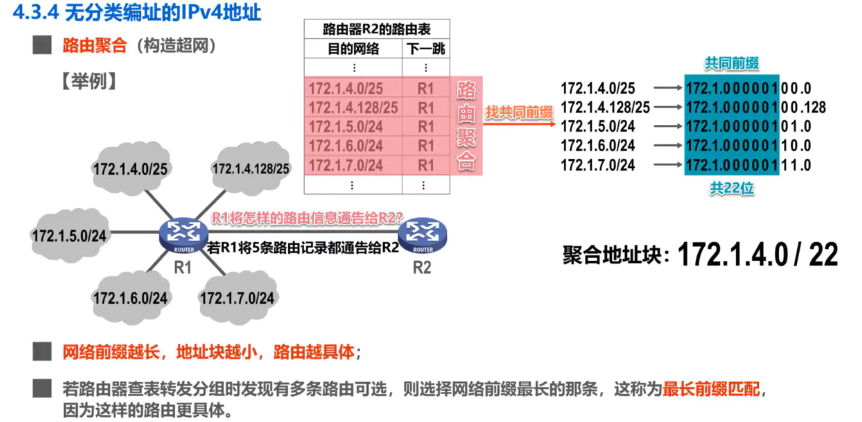 4.3.4 无分类编址的IPv4地址
路由聚合（构造超网）
【举例】
路由器R2的路由表
目的网络 下一跳
⋮ ⋮
172.1.4.0/25 R1
172.1.4.128/25 R1
172.1.5.0/24 R1
172.1.6.0/24 R1
172.1.7.0/24 R1
⋮ ⋮
路由聚合
找共同前缀
共同前缀
172.1.4.0/25 172.1.00000100.0
172.1.4.128/25 172.1.00000100.128
172.1.5.0/24 172.1.00000101.0
172.1.6.0/24 172.1.00000110.0
172.1.7.0/24 172.1.00000111.0
共22位
聚合地址块：172.1.4.0 / 22
172.1.4.0/25
172.1.4.128/25
172.1.5.0/24
172.1.6.0/24
172.1.7.0/24
R1将怎样的路由信息通告给R2?
若R1将5条路由记录都通告给R2
ROUTER
R1
ROUTER
R2
网络前缀越长，地址块越小，路由越具体；
若路由器查表转发分组时发现有多条路由可选，则选择网络前缀最长的那条，这称为最长前缀匹配，
因为这样的路由更具体。